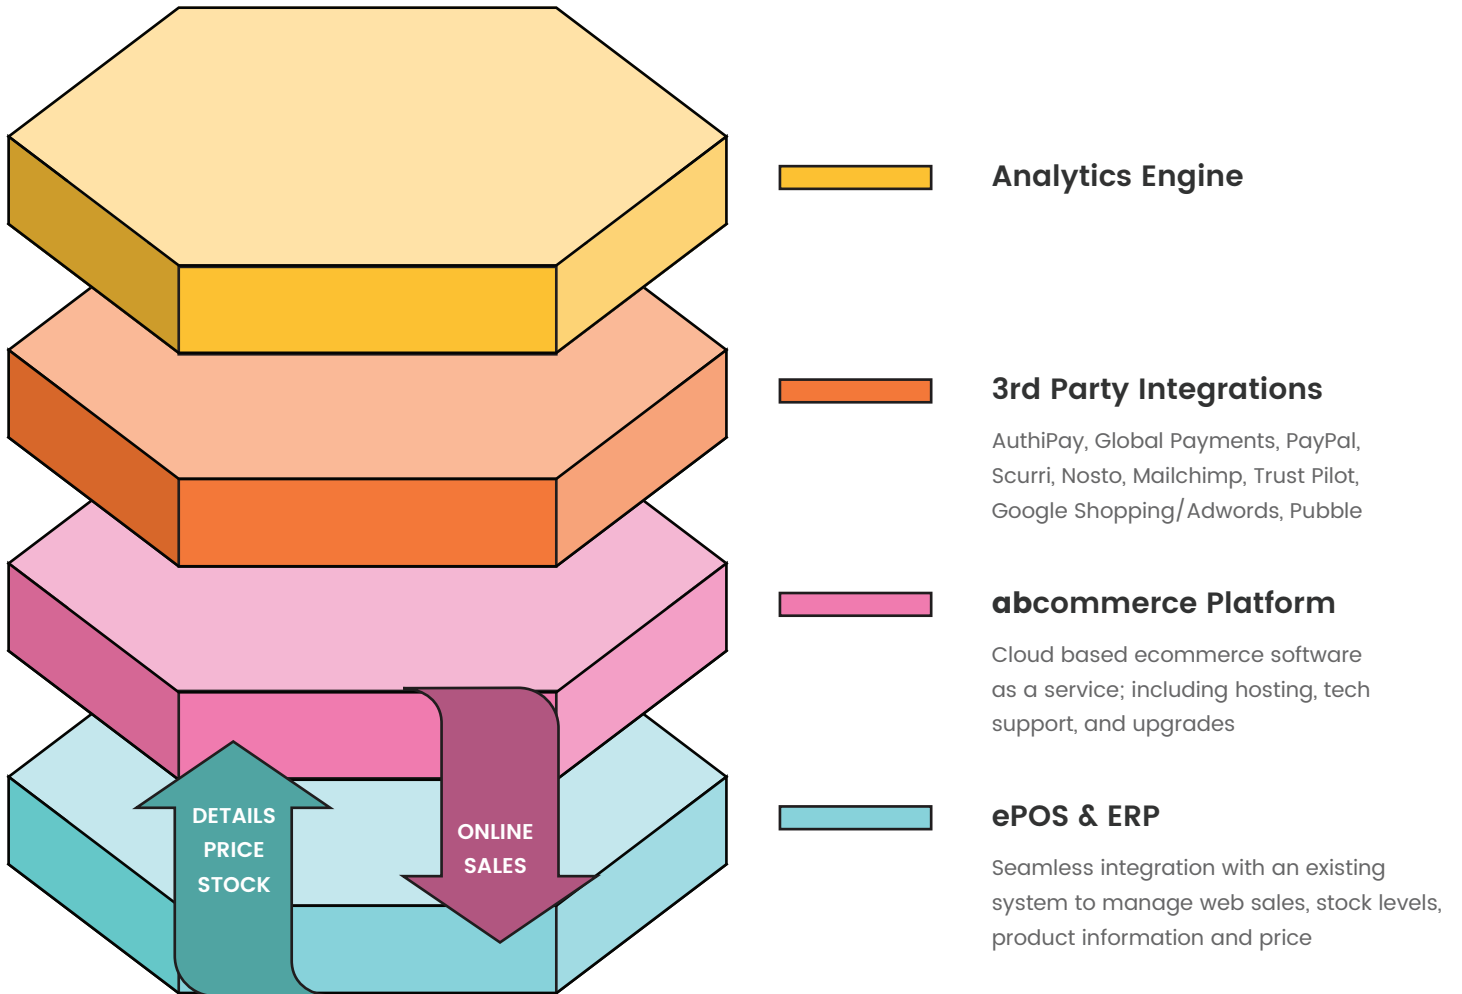 Analytics Engine
3rd Party Integrations
AuthiPay, Global Payments, PayPal,
Scurri, Nosto, Mailchimp, Trust Pilot,
Google Shopping/Adwords, Pubble
abcommerce Platform
Cloud based ecommerce software
as a service; including hosting, tech
support, and upgrades
DETAILS
PRICE
STOCK
ONLINE
SALES
ePOS & ERP
Seamless integration with an existing
system to manage web sales, stock levels,
product information and price